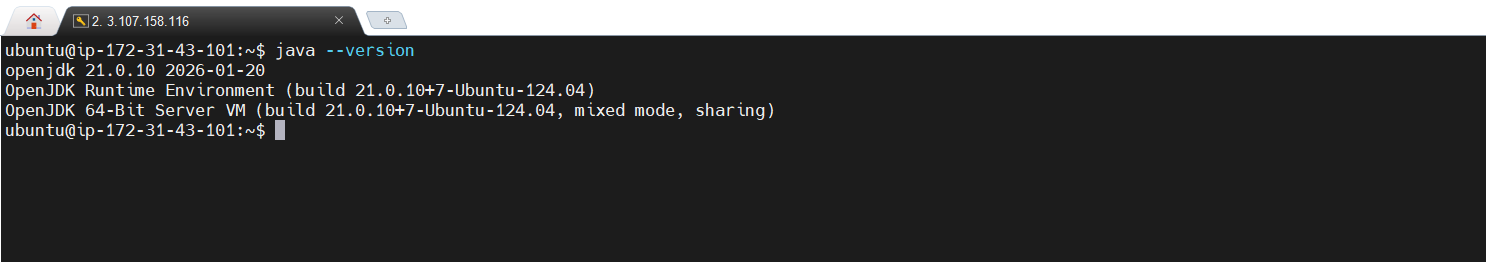 2. 3.107.158.116
ubuntu@ip-172-31-43-101:~$ java --version
openjdk 21.0.10 2026-01-20
OpenJDK Runtime Environment (build 21.0.10+7-Ubuntu-124.04)
OpenJDK 64-Bit Server VM (build 21.0.10+7-Ubuntu-124.04, mixed mode, sharing)
ubuntu@ip-172-31-43-101:~$